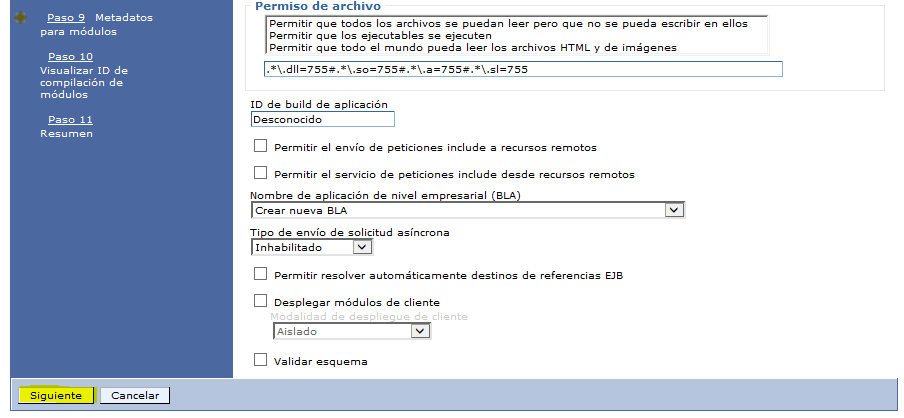 Paso 9 Metadatos
para módulos
Paso 10
Visualizar ID de
compilación de
módulos
Paso 11
Resumen
Permiso de archivo
Permitir que todos los archivos se puedan leer pero que no se pueda escribir en ellos
Permitir que los ejecutables se ejecuten
Permitir que todo el mundo pueda leer los archivos HTML y de imágenes
.*\.dll=755#.*\.so=755#.*\.a=755#.*\.sl=755
ID de build de aplicación
Desconocido
Permitir el envío de peticiones include a recursos remotos
Permitir el servicio de peticiones include desde recursos remotos
Nombre de aplicación de nivel empresarial (BLA)
Crear nueva BLA
Tipo de envío de solicitud asíncrona
Inhabilitado
Permitir resolver automáticamente destinos de referencias EJB
Desplegar módulos de cliente
Modalidad de despliegue de cliente
Aislado
Validar esquema
Siguiente Cancelar